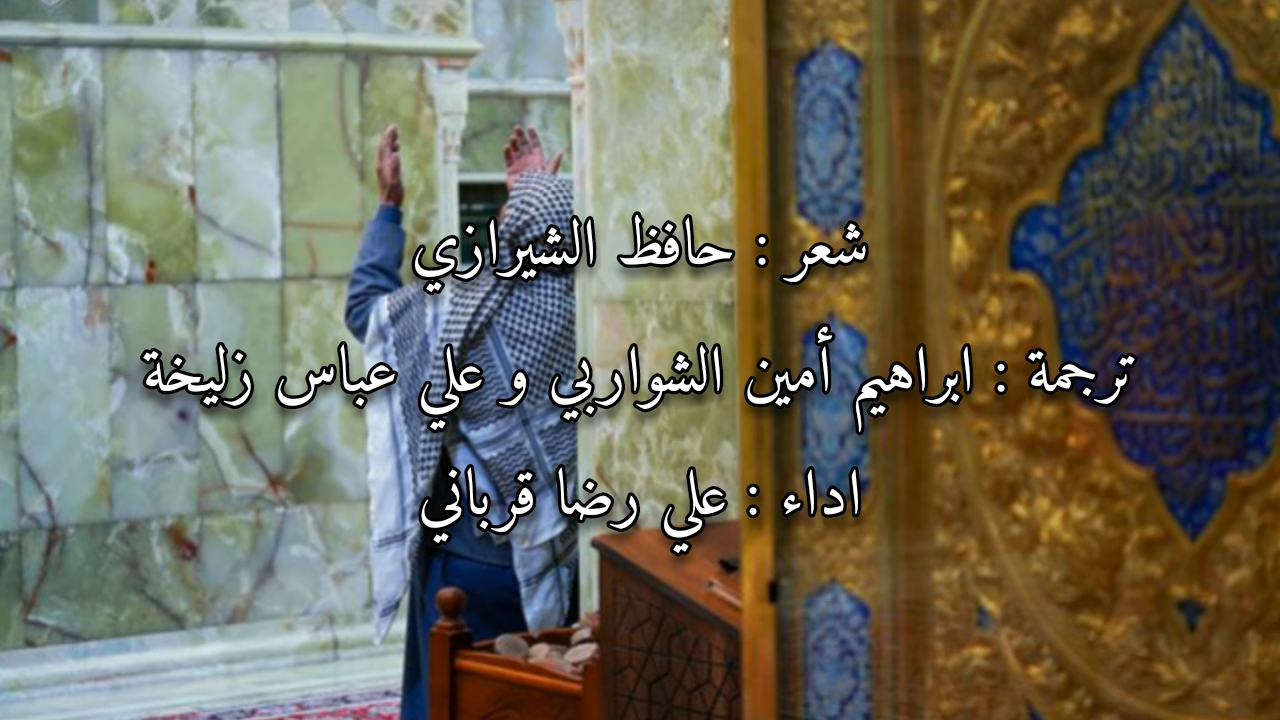 شعر : حافظ الشيرازي
ترجمة : ابراهيم أمين الشواربي و علي عباس زليخة
اداء : علي رضا قرباني